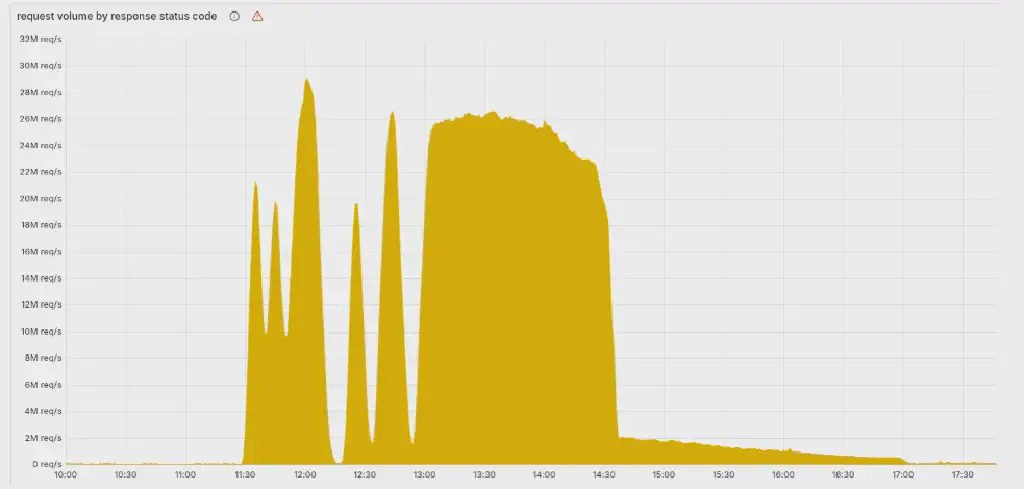 request volume by response status code
32M req/s
30M req/s
28M req/s
26M req/s
24M req/s
22M req/s
20M req/s
18M req/s
16M req/s
14M req/s
12M req/s
10M req/s
8M req/s
6M req/s
4M req/s
2M req/s
0 req/s
10:00 10:30 11:00 11:30 12:00 12:30 13:00 13:30 14:00 14:30 15:00 15:30 16:00 16:30 17:00 17:30